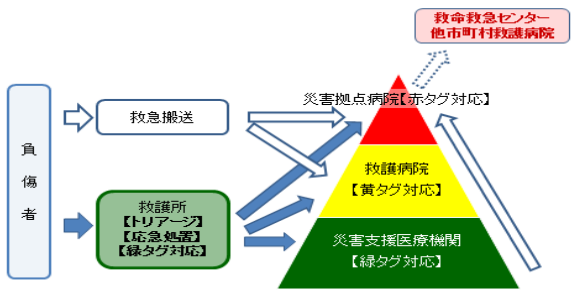 救命救急センター
他市町村救護病院
災害拠点病院【赤タグ対応】
負傷者
救急搬送
救護病院
【黄タグ対応】
救護所
【トリアージ】
【応急処置】
【緑タグ対応】
災害支援医療機関
【緑タグ対応】